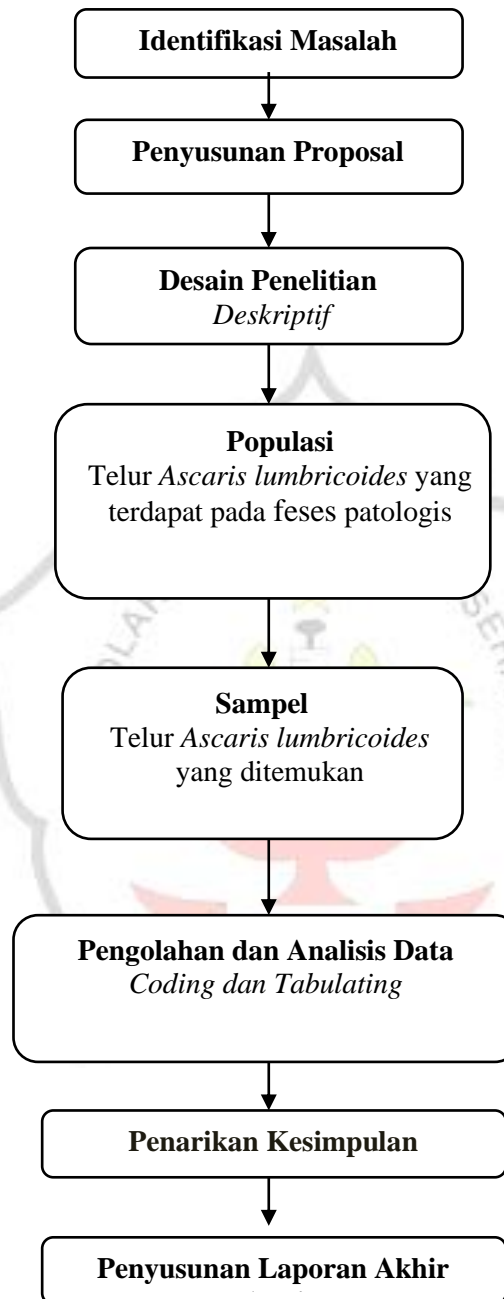 Identifikasi Masalah
Penyusunan Proposal
Desain Penelitian
Deskriptif
Populasi
Telur Ascaris lumbricoides yang
terdapat pada feses patologis
Sampel
Telur Ascaris lumbricoides
yang ditemukan
Pengolahan dan Analisis Data
Coding dan Tabulating
Penarikan Kesimpulan
Penyusunan Laporan Akhir